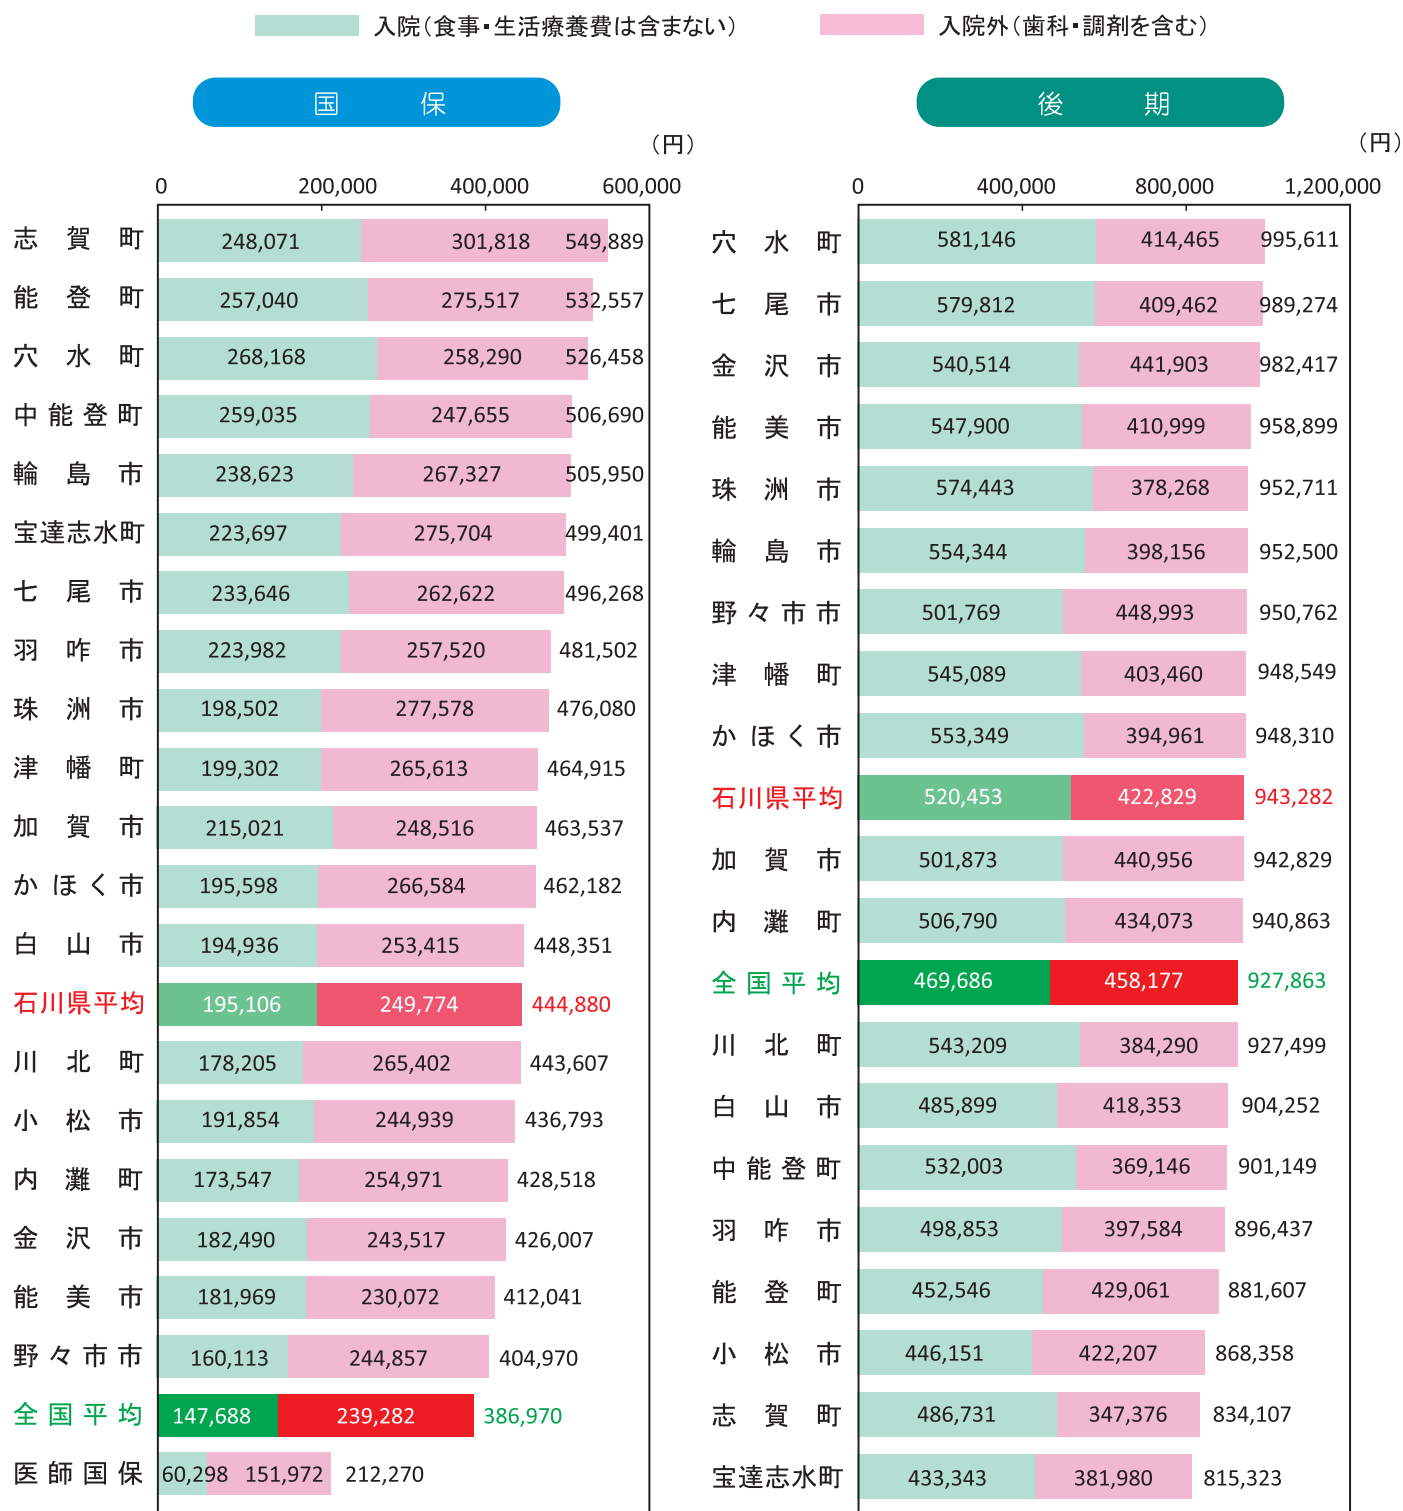 入院（食事・生活療養費は含まない） 入院外（歯科・調剤を含む）
国　保
（円）
0 200,000 400,000 600,000
志賀町 248,071 301,818 549,889
能登町 257,040 275,517 532,557
穴水町 268,168 258,290 526,458
中能登町 259,035 247,655 506,690
輪島市 238,623 267,327 505,950
宝達志水町 223,697 275,704 499,401
七尾市 233,646 262,622 496,268
羽咋市 223,982 257,520 481,502
珠洲市 198,502 277,578 476,080
津幡町 199,302 265,613 464,915
加賀市 215,021 248,516 463,537
かほく市 195,598 266,584 462,182
白山市 194,936 253,415 448,351
石川県平均 195,106 249,774 444,880
川北町 178,205 265,402 443,607
小松市 191,854 244,939 436,793
内灘町 173,547 254,971 428,518
金沢市 182,490 243,517 426,007
能美市 181,969 230,072 412,041
野々市市 160,113 244,857 404,970
全国平均 147,688 239,282 386,970
医師国保 60,298 151,972 212,270
後　期
（円）
0 400,000 800,000 1,200,000
穴水町 581,146 414,465 995,611
七尾市 579,812 409,462 989,274
金沢市 540,514 441,903 982,417
能美市 547,900 410,999 958,899
珠洲市 574,443 378,268 952,711
輪島市 554,344 398,156 952,500
野々市市 501,769 448,993 950,762
津幡町 545,089 403,460 948,549
かほく市 553,349 394,961 948,310
石川県平均 520,453 422,829 943,282
加賀市 501,873 440,956 942,829
内灘町 506,790 434,073 940,863
全国平均 469,686 458,177 927,863
川北町 543,209 384,290 927,499
白山市 485,899 418,353 904,252
中能登町 532,003 369,146 901,149
羽咋市 498,853 397,584 896,437
能登町 452,546 429,061 881,607
小松市 446,151 422,207 868,358
志賀町 486,731 347,376 834,107
宝達志水町 433,343 381,980 815,323